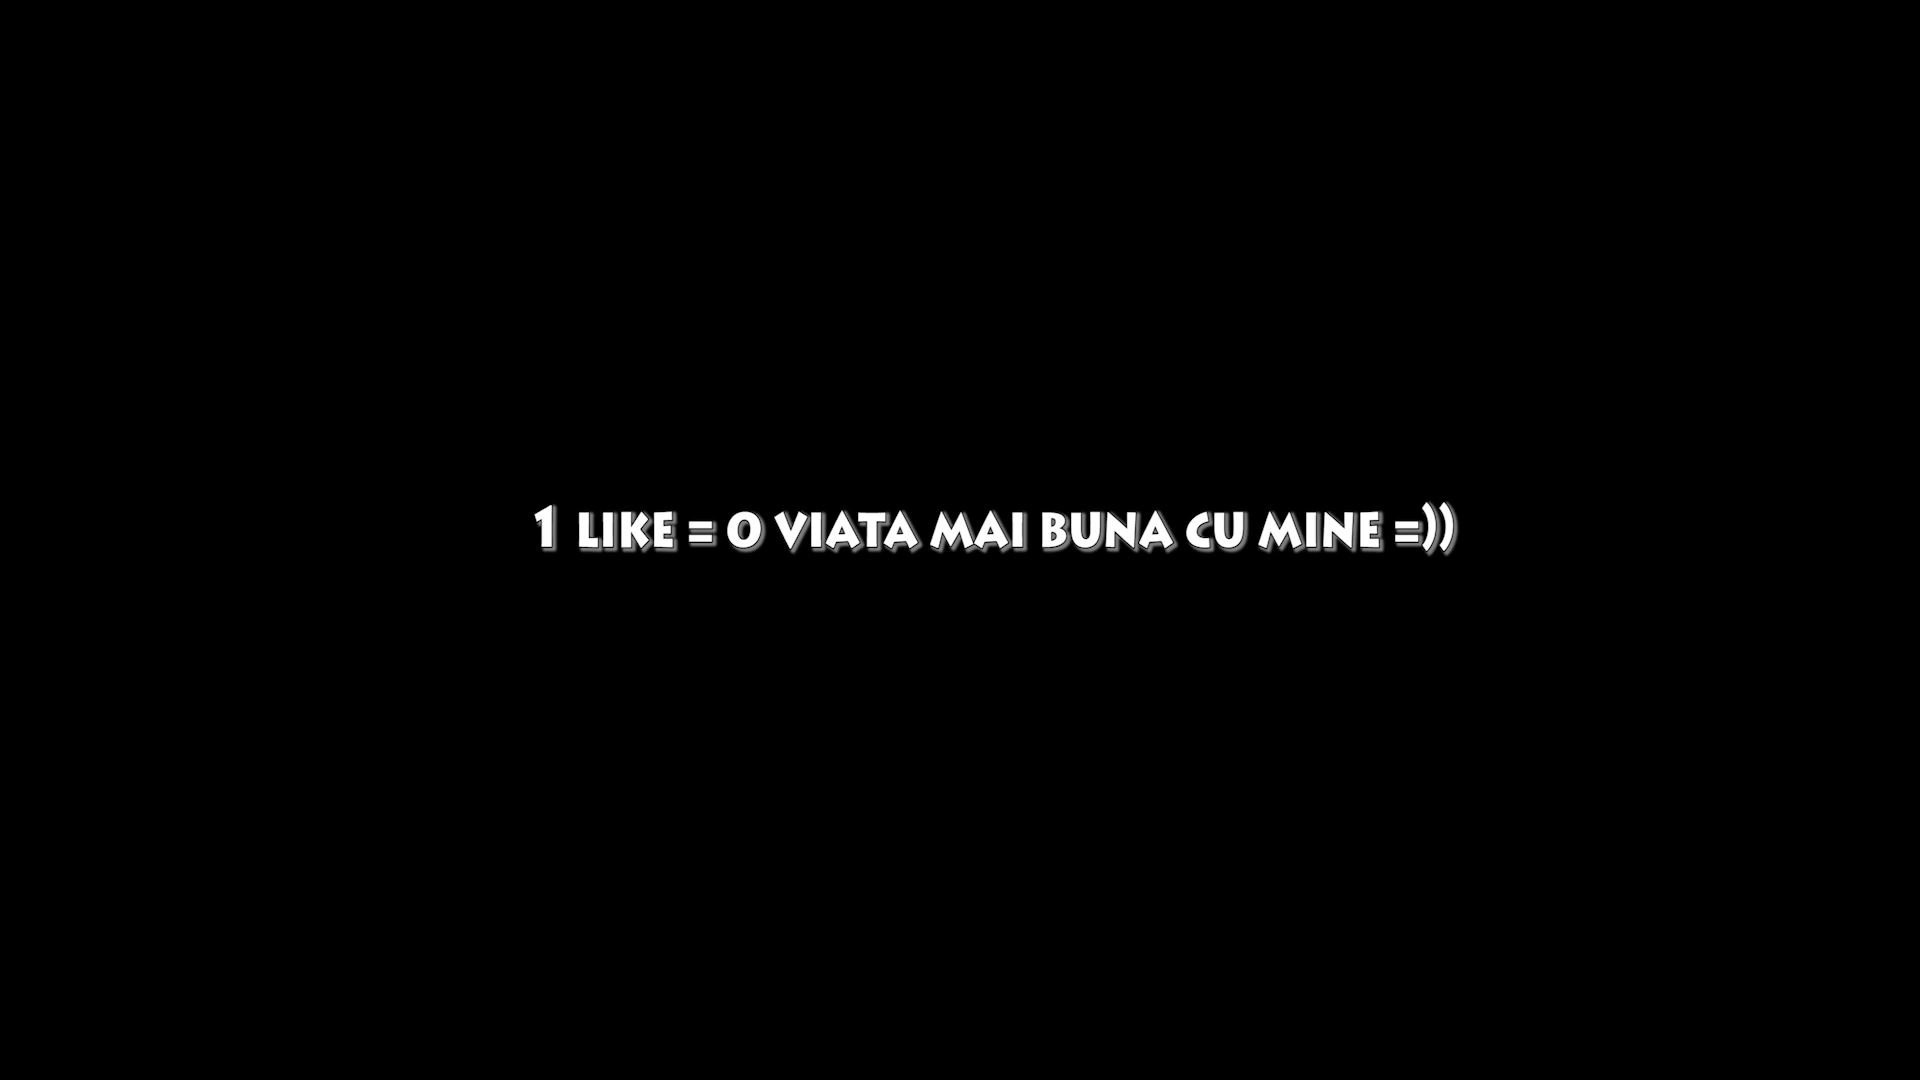 1 LIKE = O VIATA MAI BUNA CU MINE =))